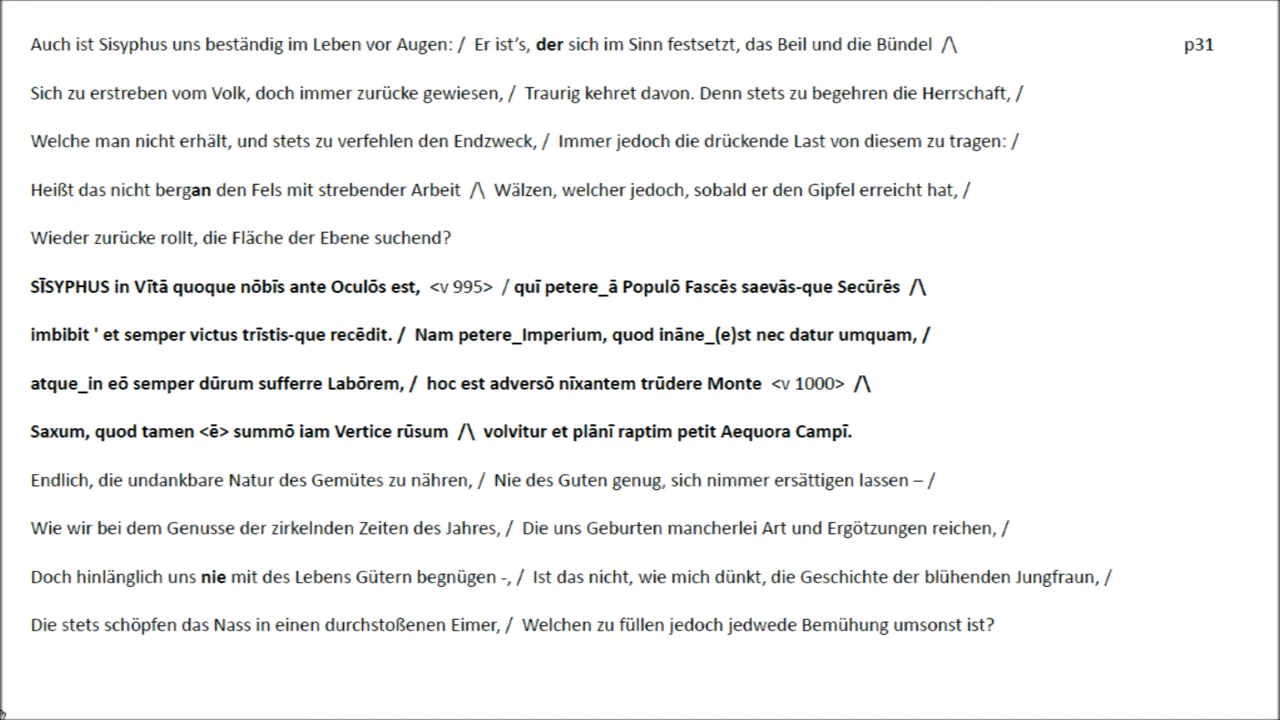 Auch ist Sisyphus uns beständig im Leben vor Augen: / Er ist's, der sich im Sinn festsetzt, das Beil und die Bündel /\ p31
Sich zu erstreben vom Volk, doch immer zurücke gewiesen, / Traurig kehret davon. Denn stets zu begehren die Herrschaft, /
Welche man nicht erhält, und stets zu verfehlen den Endzweck, / Immer jedoch die drückende Last von diesem zu tragen: /
Heißt das nicht bergan den Fels mit strebender Arbeit /\ Wälzen, welcher jedoch, sobald er den Gipfel erreicht hat, /
Wieder zurücke rollt, die Fläche der Ebene suchend?
SĪSYPHUS in Vītā quoque nōbīs ante Oculōs est, <v 995> / quī petere_ā Populō Fascēs saevās-que Secūrēs /\
imbibit ' et semper victus trīstis-que recēdit. / Nam petere_Imperium, quod ināne_(e)st nec datur umquam, /
atque_in eō semper dūrum sufferre Labōrem, / hoc est adversō nīxantem trūdere Monte <v 1000> /\
Saxum, quod tamen <ē> summō iam Vertice rūsum /\ volvitur et plānī raptim petit Aequora Campī.
Endlich, die undankbare Natur des Gemütes zu nähren, / Nie des Guten genug, sich nimmer ersättigen lassen – /
Wie wir bei dem Genusse der zirkelnden Zeiten des Jahres, / Die uns Geburten mancherlei Art und Ergötzungen reichen, /
Doch hinlänglich uns nie mit des Lebens Gütern begnügen -, / Ist das nicht, wie mich dünkt, die Geschichte der blühenden Jungfraun, /
Die stets schöpfen das Nass in einen durchstoßenen Eimer, / Welchen zu füllen jedoch jedwede Bemühung umsonst ist?